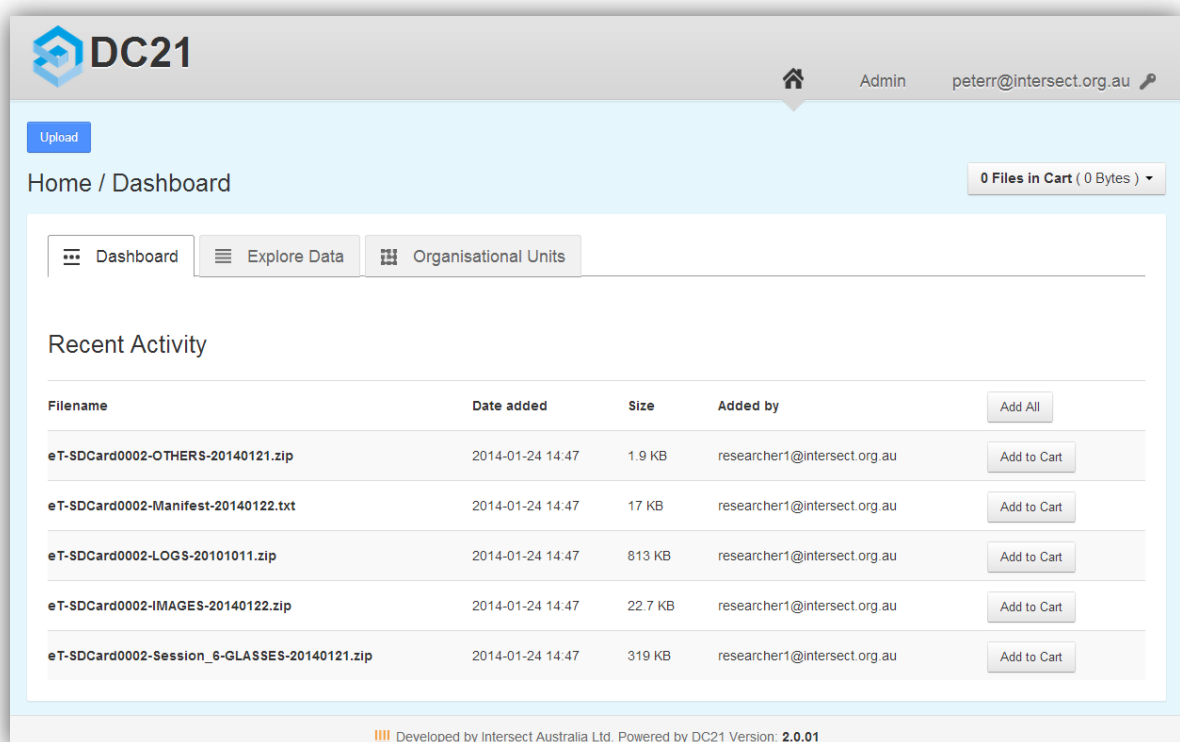 DC21
Admin peterr@intersect.org.au
Upload
Home / Dashboard
0 Files in Cart ( 0 Bytes )
Dashboard Explore Data Organisational Units
Recent Activity
Filename Date added Size Added by Add All
eT-SDCard0002-OTHERS-20140121.zip 2014-01-24 14:47 1.9 KB researcher1@intersect.org.au Add to Cart
eT-SDCard0002-Manifest-20140122.txt 2014-01-24 14:47 17 KB researcher1@intersect.org.au Add to Cart
eT-SDCard0002-LOGS-20101011.zip 2014-01-24 14:47 813 KB researcher1@intersect.org.au Add to Cart
eT-SDCard0002-IMAGES-20140122.zip 2014-01-24 14:47 22.7 KB researcher1@intersect.org.au Add to Cart
eT-SDCard0002-Session_6-GLASSES-20140121.zip 2014-01-24 14:47 319 KB researcher1@intersect.org.au Add to Cart
Developed by Intersect Australia Ltd. Powered by DC21 Version: 2.0.01